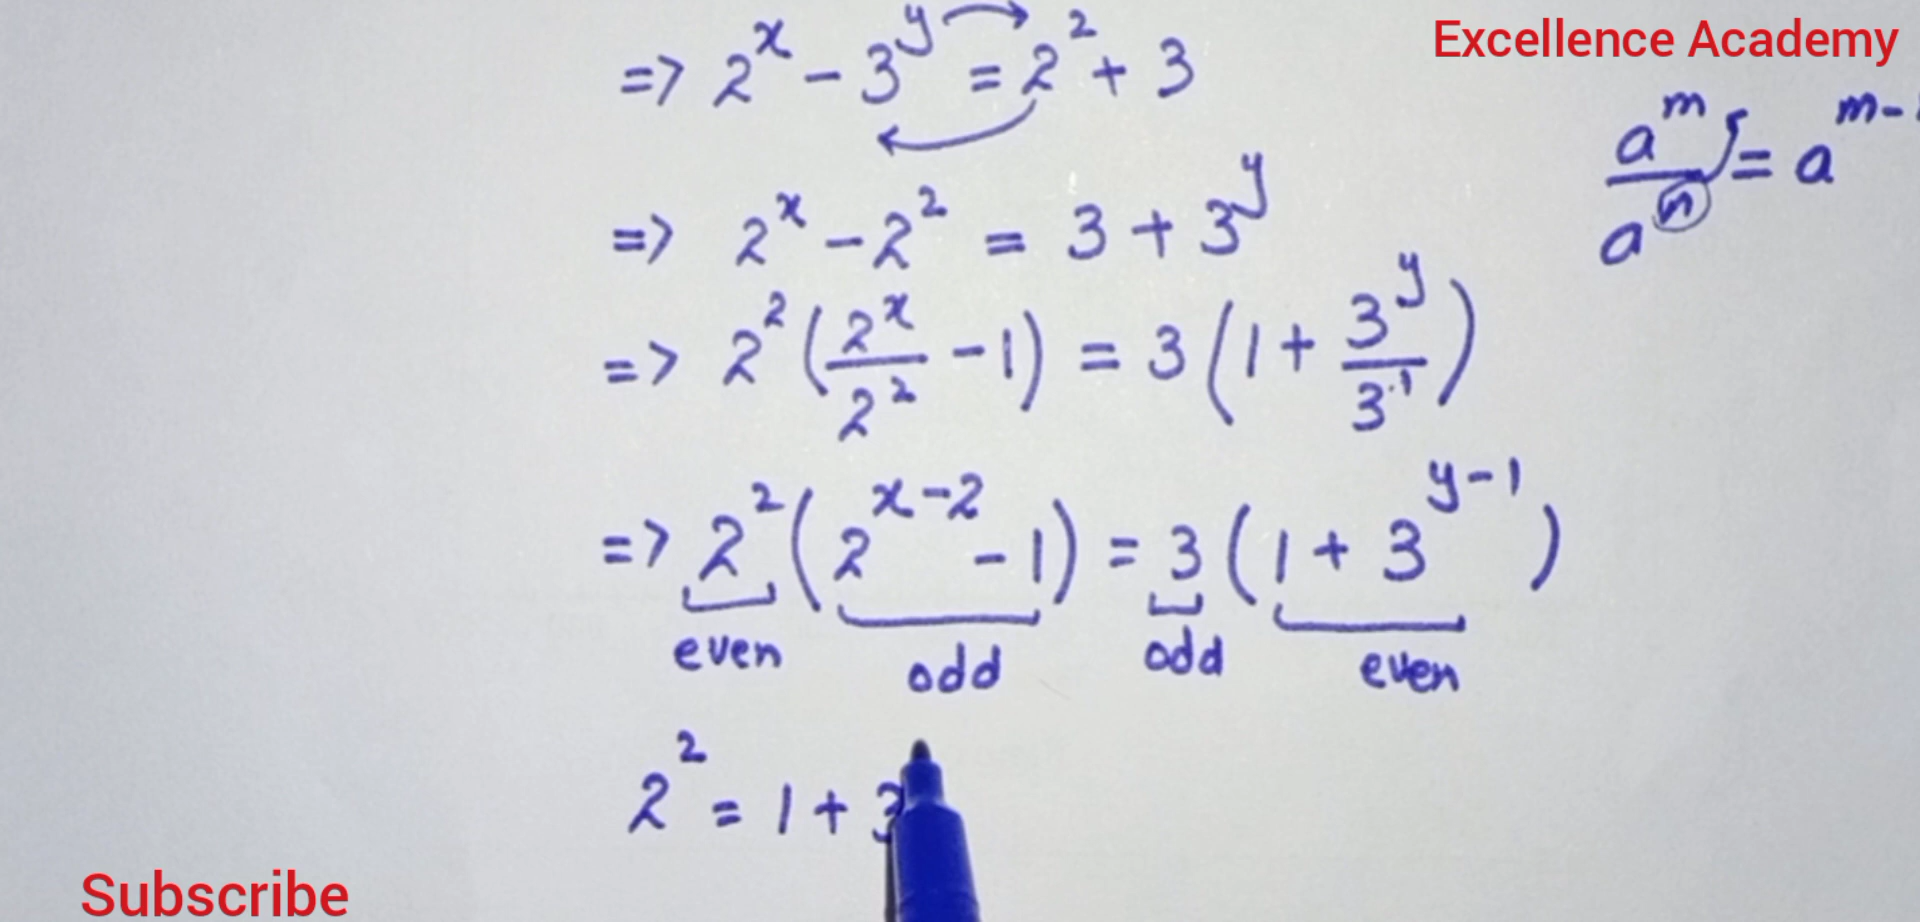 Excellence Academy
=> 2^x - 3^y = 2^2 + 3
a^m / a^n = a^m-
=> 2^x - 2^2 = 3 + 3^y
=> 2^2 (2^x / 2^2 - 1) = 3 (1 + 3^y / 3^1)
=> 2^2 (2^x-2 - 1) = 3 (1 + 3^y-1)
even odd odd even
2^2 = 1 + 3
Subscribe